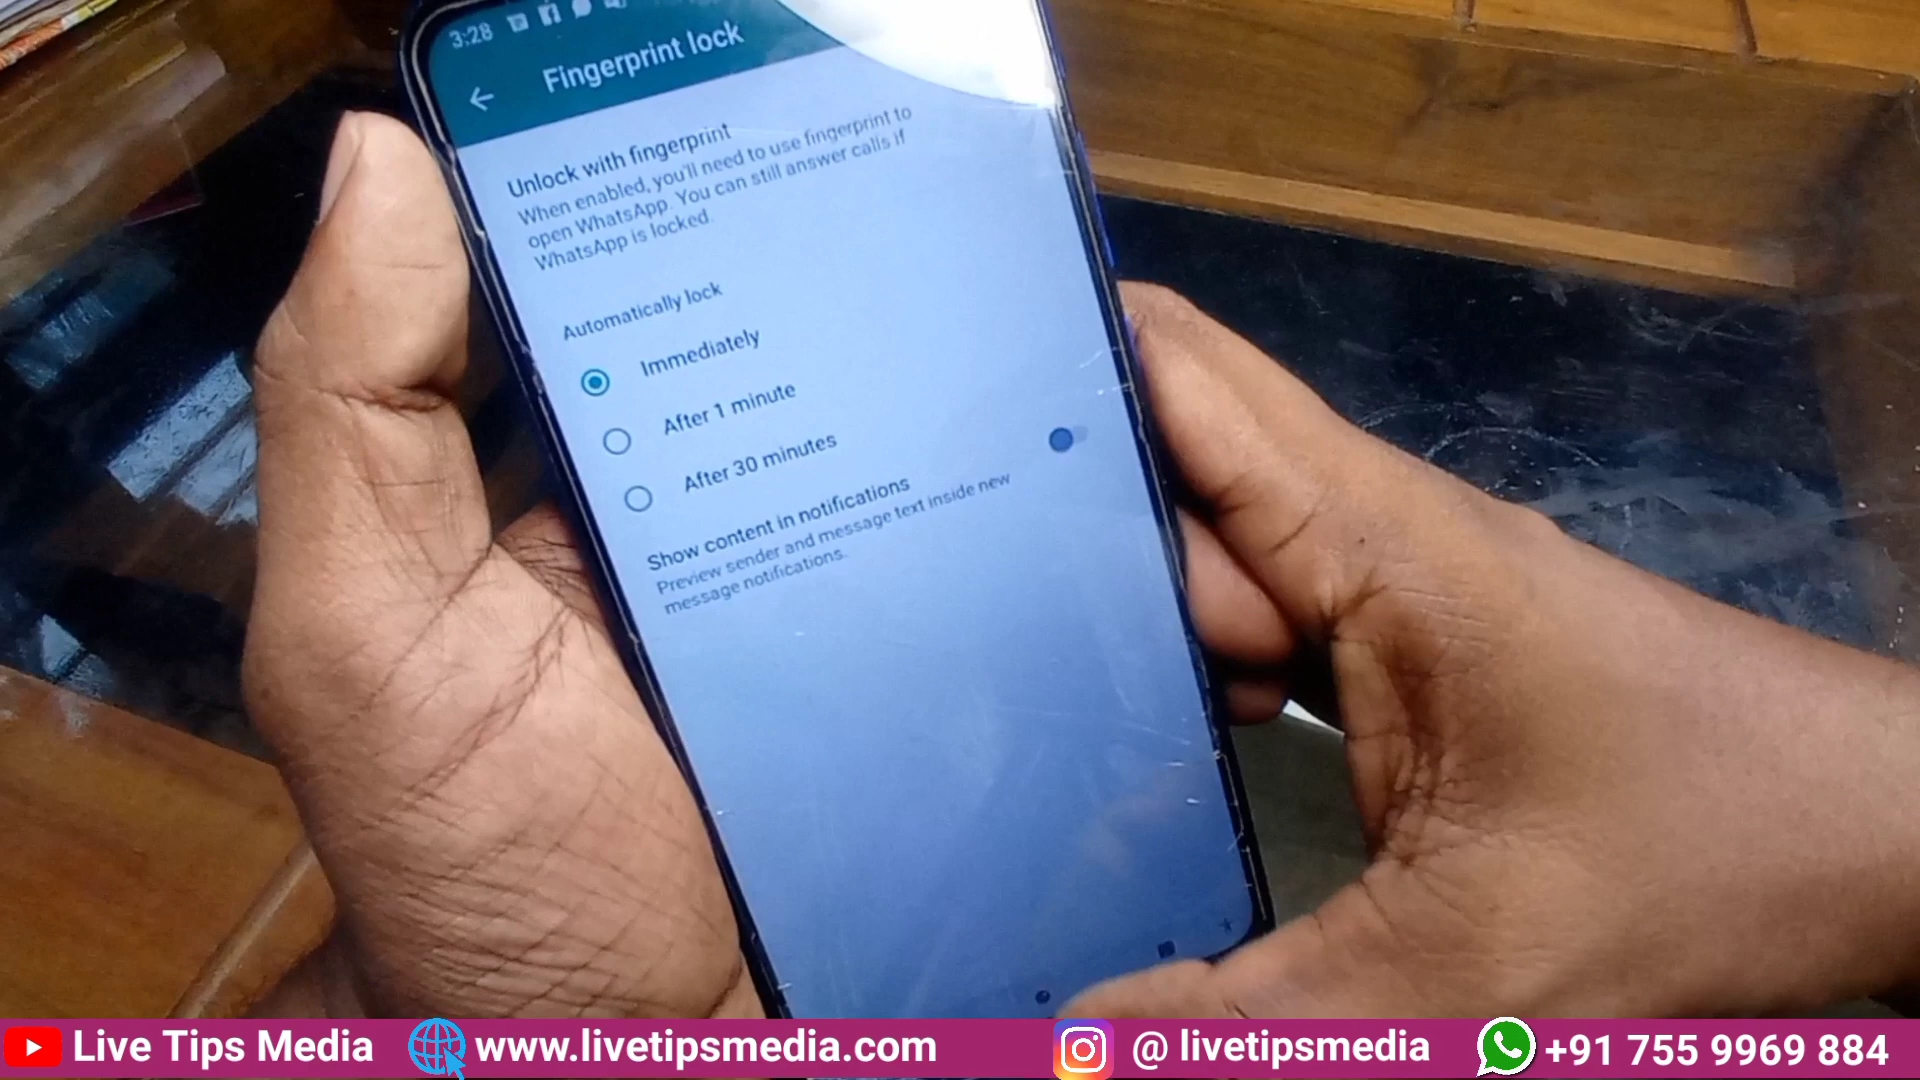 3:28
Fingerprint lock
Unlock with fingerprint
When enabled, you'll need to use fingerprint to
open WhatsApp. You can still answer calls if
WhatsApp is locked.
Automatically lock
Immediately
After 1 minute
After 30 minutes
Show content in notifications
Preview sender and message text inside new
message notifications.
Live Tips Media
www.livetipsmedia.com
@ livetipsmedia
+91 755 9969 884